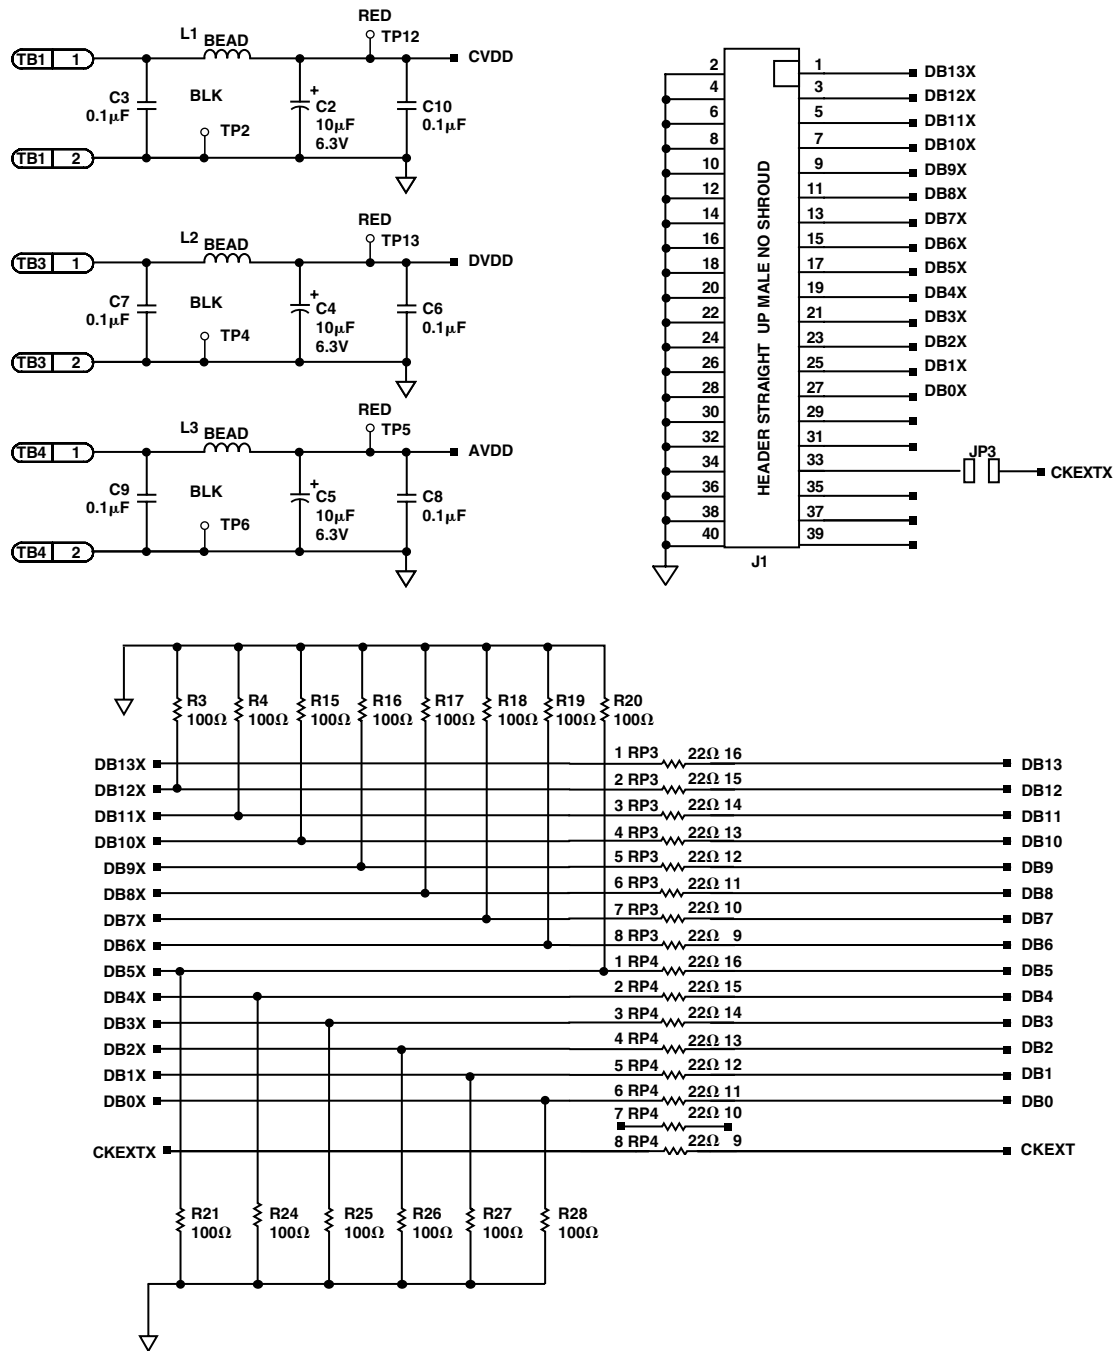 RED
L1 BEAD TP12
TB1 1 CVDD
C3 0.1µF
BLK
TP2
+ C2 10µF 6.3V
C10 0.1µF
TB1 2
RED
L2 BEAD TP13
TB3 1 DVDD
C7 0.1µF
BLK
TP4
+ C4 10µF 6.3V
C6 0.1µF
TB3 2
RED
L3 BEAD TP5
TB4 1 AVDD
C9 0.1µF
BLK
TP6
+ C5 10µF 6.3V
C8 0.1µF
TB4 2
2 1 DB13X
4 3 DB12X
6 5 DB11X
8 7 DB10X
10 9 DB9X
12 11 DB8X
14 13 DB7X
16 15 DB6X
18 17 DB5X
20 19 DB4X
22 21 DB3X
24 23 DB2X
26 25 DB1X
28 27 DB0X
30 29
32 31
34 33 JP3 CKEXTX
36 35
38 37
40 39
HEADER STRAIGHT UP MALE NO SHROUD
J1
R3 R4 R15 R16 R17 R18 R19 R20
100Ω 100Ω 100Ω 100Ω 100Ω 100Ω 100Ω 100Ω
DB13X 1 RP3 22Ω 16 DB13
DB12X 2 RP3 22Ω 15 DB12
DB11X 3 RP3 22Ω 14 DB11
DB10X 4 RP3 22Ω 13 DB10
DB9X 5 RP3 22Ω 12 DB9
DB8X 6 RP3 22Ω 11 DB8
DB7X 7 RP3 22Ω 10 DB7
DB6X 8 RP3 22Ω 9 DB6
DB5X 1 RP4 22Ω 16 DB5
DB4X 2 RP4 22Ω 15 DB4
DB3X 3 RP4 22Ω 14 DB3
DB2X 4 RP4 22Ω 13 DB2
DB1X 5 RP4 22Ω 12 DB1
DB0X 6 RP4 22Ω 11 DB0
7 RP4 22Ω 10
CKEXTX 8 RP4 22Ω 9 CKEXT
R21 R24 R25 R26 R27 R28
100Ω 100Ω 100Ω 100Ω 100Ω 100Ω